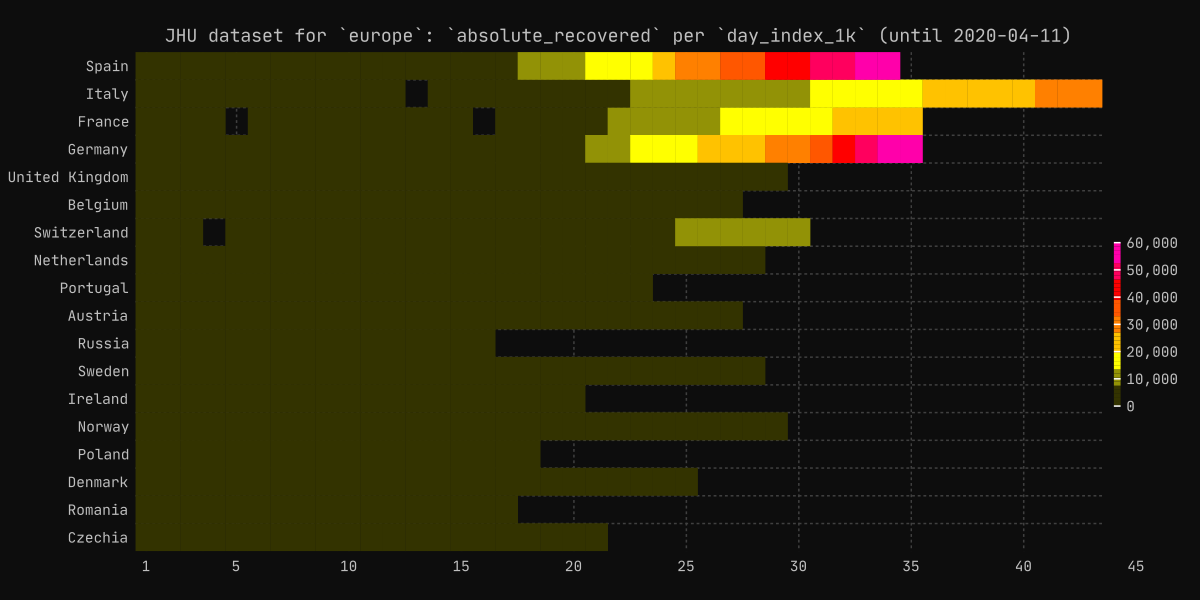 JHU dataset for `europe`: `absolute_recovered` per `day_index_1k` (until 2020-04-11)
Spain
Italy
France
Germany
United Kingdom
Belgium
Switzerland
Netherlands
Portugal
Austria
Russia
Sweden
Ireland
Norway
Poland
Denmark
Romania
Czechia
1 5 10 15 20 25 30 35 40 45
60,000
50,000
40,000
30,000
20,000
10,000
0